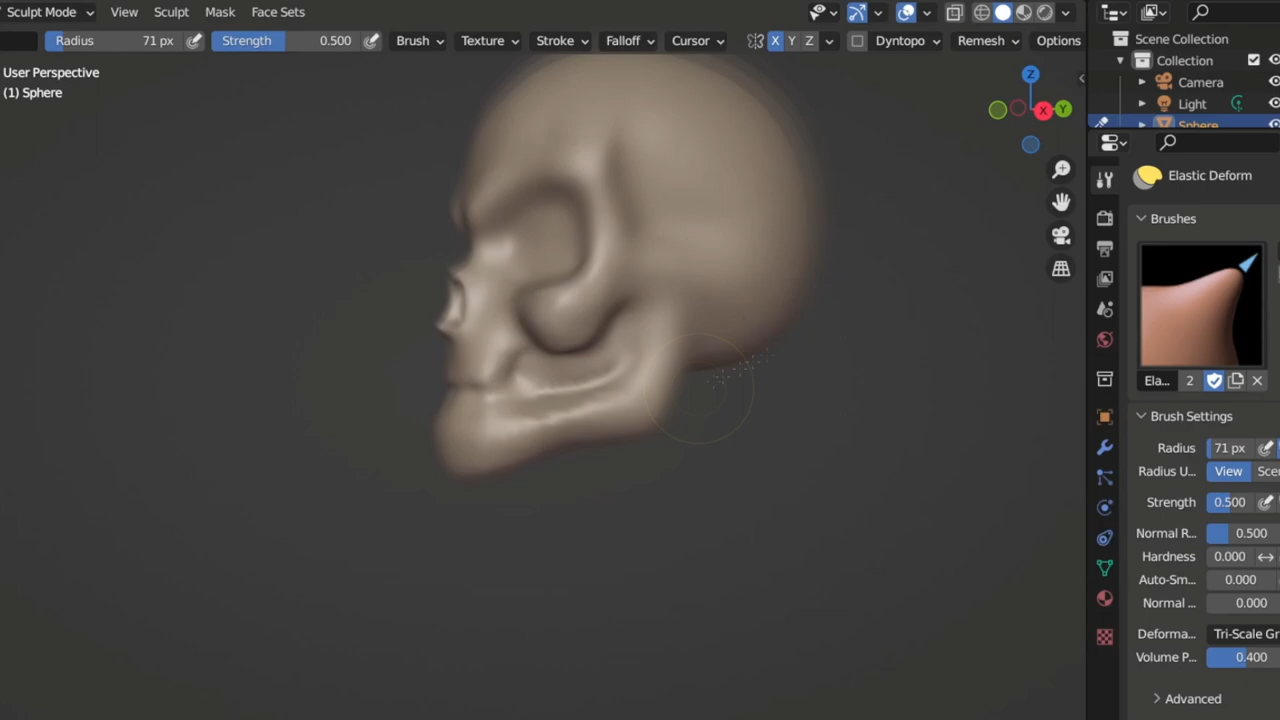 Sculpt Mode View Sculpt Mask Face Sets
Radius 71 px Strength 0.500 Brush Texture Stroke Falloff Cursor X Y Z Dyntopo Remesh Options
User Perspective
(1) Sphere
Z
X Y
Scene Collection
Collection
Camera
Light
Sphere
Elastic Deform
Brushes
Ela... 2
Brush Settings
Radius 71 px
Radius U... View Sce
Strength 0.500
Normal R... 0.500
Hardness 0.000
Auto-Sm... 0.000
Normal ... 0.000
Deforma... Tri-Scale Gr
Volume P... 0.400
Advanced